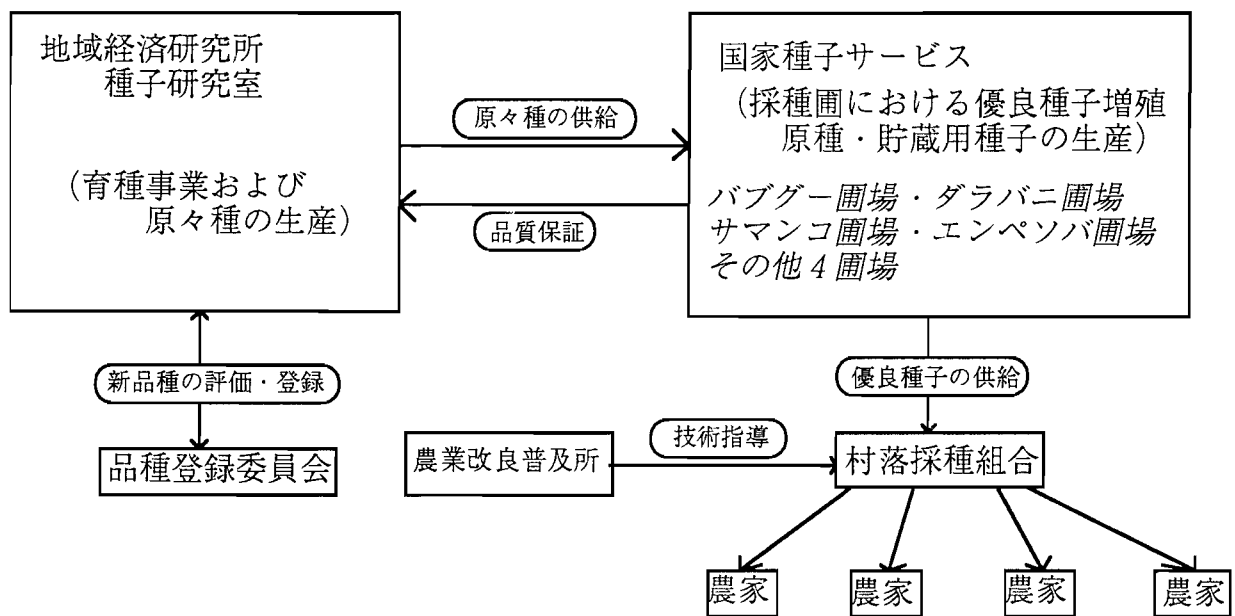 地域経済研究所
種子研究室
(育種事業および
原々種の生産)
原々種の供給
品質保証
国家種子サービス
(採種圃における優良種子増殖
原種・貯蔵用種子の生産)
バブグー圃場・ダラバニ圃場
サマンコ圃場・エンペソバ圃場
その他4圃場
新品種の評価・登録
品種登録委員会
優良種子の供給
農業改良普及所
技術指導
村落採種組合
農家
農家
農家
農家